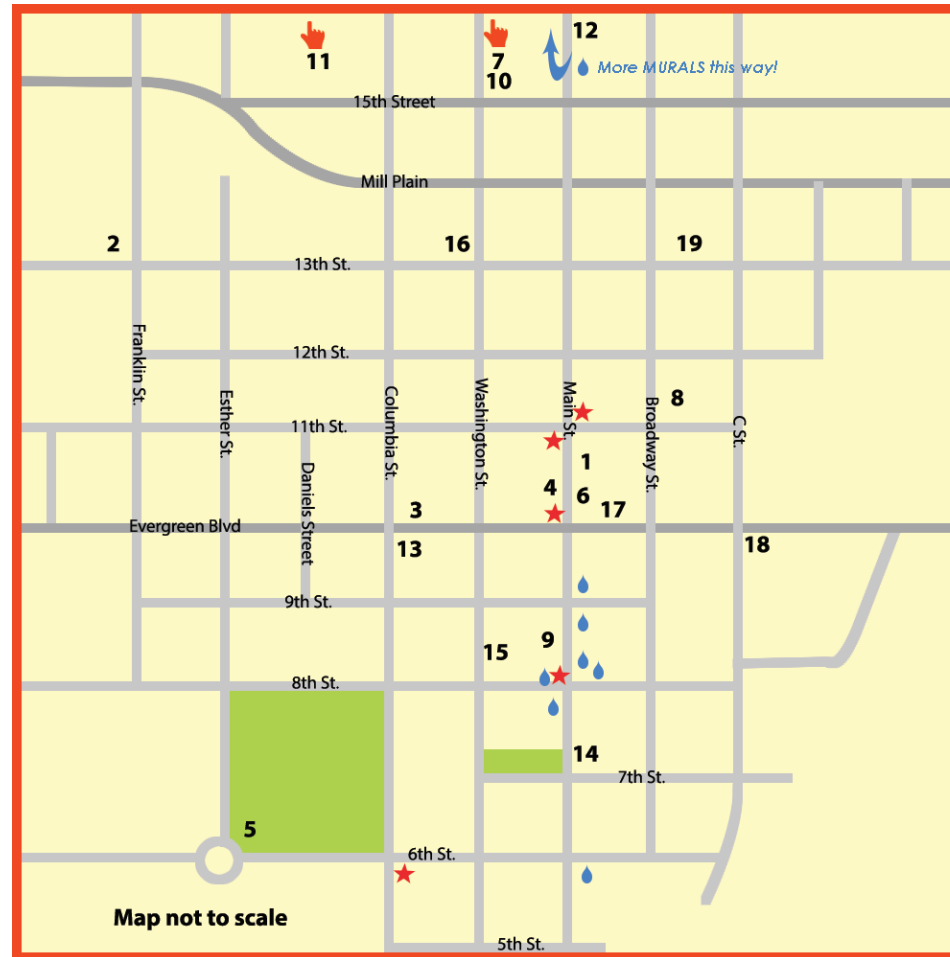 12
11
7
10
More MURALS this way!
15th Street
Mill Plain
2
16
19
13th St.
12th St.
Franklin St.
Esther St.
Columbia St.
Washington St.
Main St.
Broadway St.
8
C St.
11th St.
Daniels Street
1
4
6
17
3
Evergreen Blvd
13
18
9th St.
9
15
8th St.
14
7th St.
5
6th St.
Map not to scale
5th St.